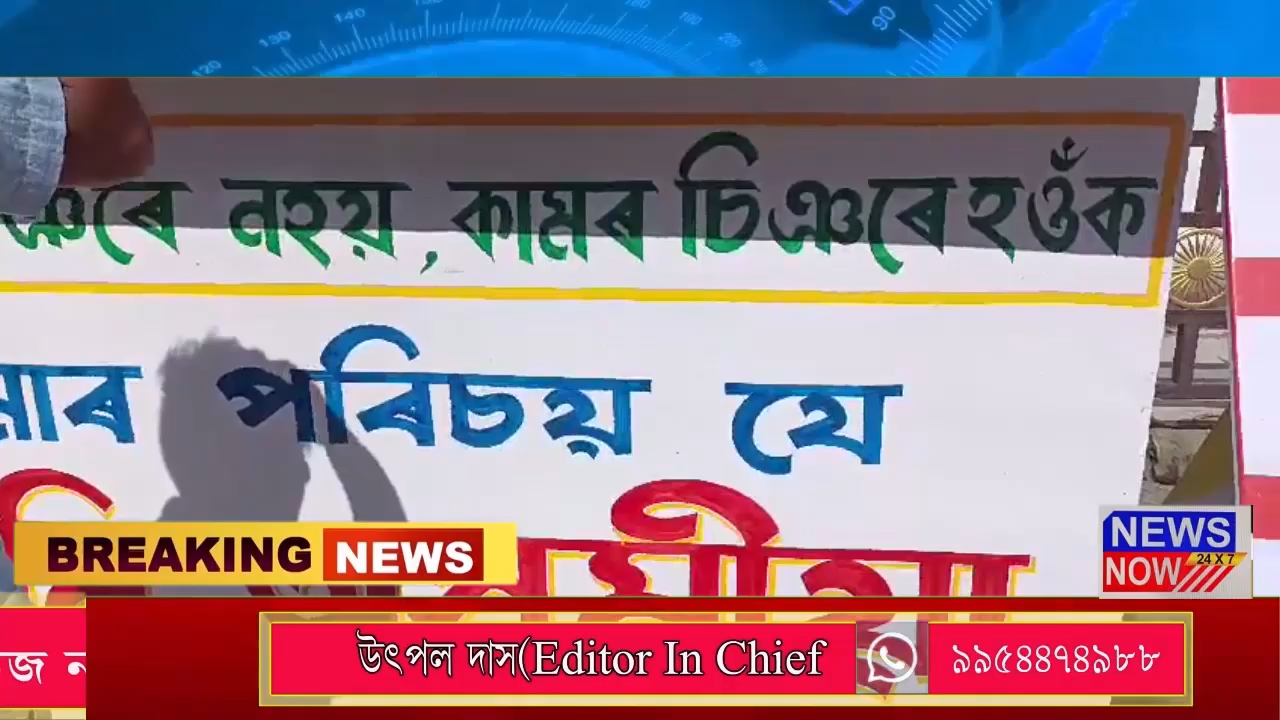 নহয়, কামৰ চিঞৰে হওঁক
পৰিচয় যে
BREAKING NEWS
NEWS
NOW 24 X 7
উৎপল দাস(Editor In Chief
৯৯৫৪৪৭৪৯৮৮